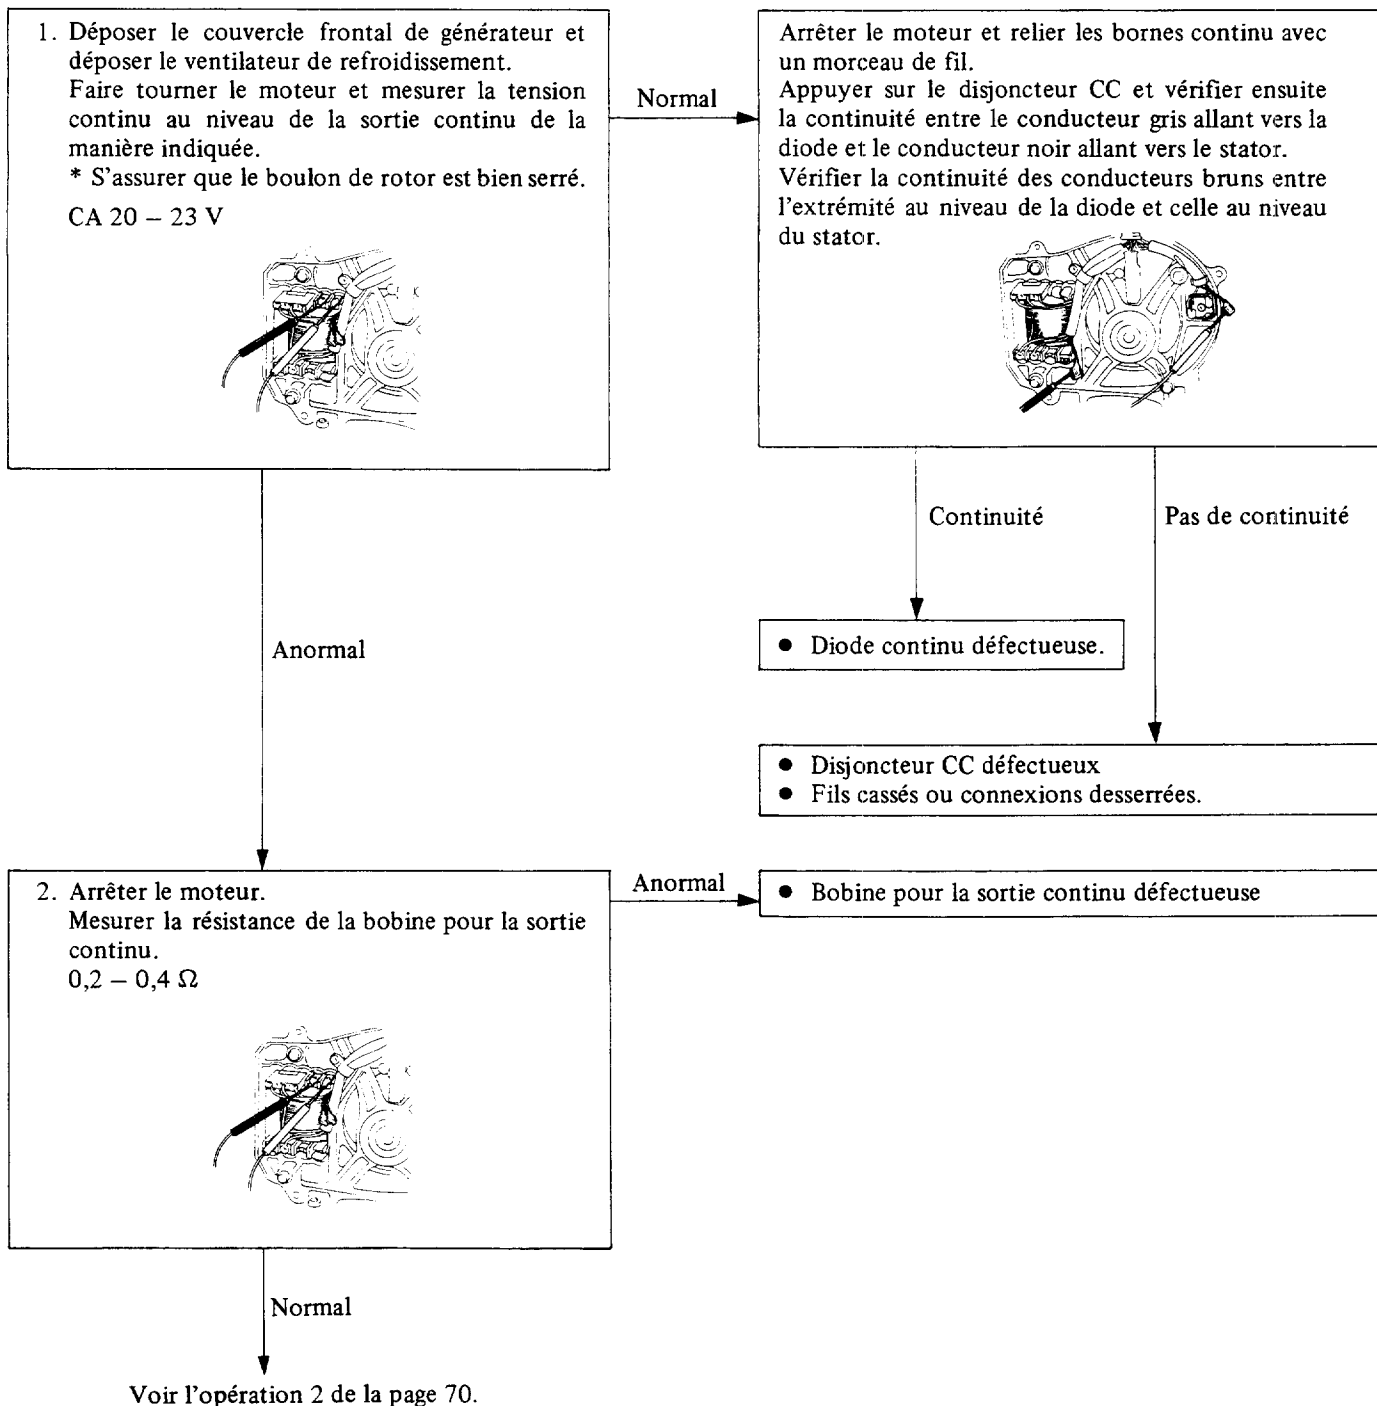 1. Déposer le couvercle frontal de générateur et
déposer le ventilateur de refroidissement.
Faire tourner le moteur et mesurer la tension
continu au niveau de la sortie continu de la
manière indiquée.
* S'assurer que le boulon de rotor est bien serré.
CA 20 – 23 V
Normal
Arrêter le moteur et relier les bornes continu avec
un morceau de fil.
Appuyer sur le disjoncteur CC et vérifier ensuite
la continuité entre le conducteur gris allant vers la
diode et le conducteur noir allant vers le stator.
Vérifier la continuité des conducteurs bruns entre
l'extrémité au niveau de la diode et celle au niveau
du stator.
Continuité
Pas de continuité
● Diode continu défectueuse.
● Disjoncteur CC défectueux
● Fils cassés ou connexions desserrées.
Anormal
2. Arrêter le moteur.
Mesurer la résistance de la bobine pour la sortie
continu.
0,2 – 0,4 Ω
Anormal
● Bobine pour la sortie continu défectueuse
Normal
Voir l'opération 2 de la page 70.